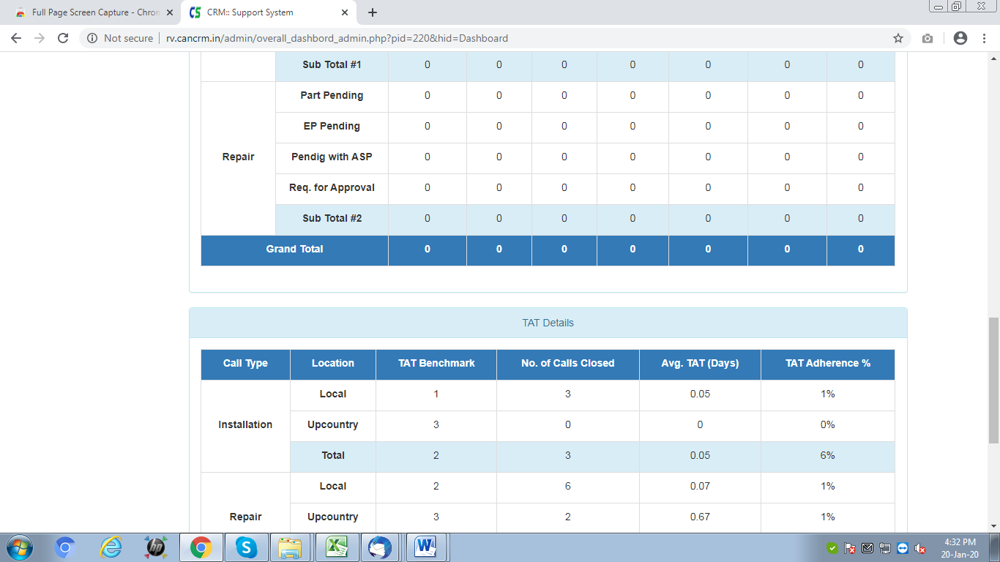 Full Page Screen Capture - Chron
CRM:: Support System
Not secure | rv.cancrm.in/admin/overall_dashbord_admin.php?pid=220&hid=Dashboard
Sub Total #1 0 0 0 0 0 0 0
Part Pending 0 0 0 0 0 0 0
EP Pending 0 0 0 0 0 0 0
Repair Pendig with ASP 0 0 0 0 0 0 0
Req. for Approval 0 0 0 0 0 0 0
Sub Total #2 0 0 0 0 0 0 0
Grand Total 0 0 0 0 0 0 0
TAT Details
Call Type Location TAT Benchmark No. of Calls Closed Avg. TAT (Days) TAT Adherence %
Local 1 3 0.05 1%
Installation Upcountry 3 0 0 0%
Total 2 3 0.05 6%
Local 2 6 0.07 1%
Repair Upcountry 3 2 0.67 1%
4:32 PM
20-Jan-20